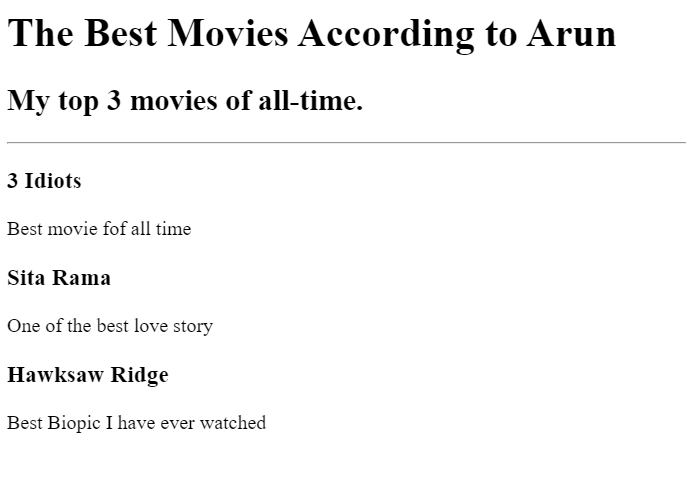 The Best Movies According to Arun
My top 3 movies of all-time.
3 Idiots
Best movie fof all time
Sita Rama
One of the best love story
Hawksaw Ridge
Best Biopic I have ever watched